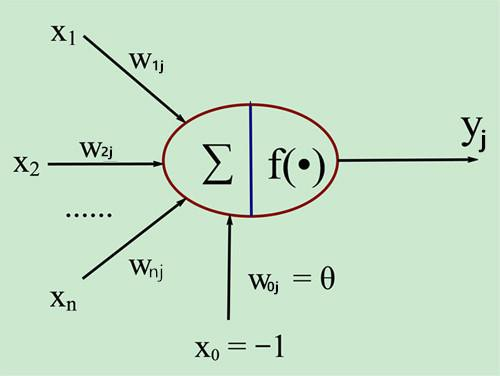 x₁
w₁ⱼ
x₂
w₂ⱼ
Σ
f(•)
yⱼ
......
wₙⱼ
xₙ
w₀ⱼ = θ
x₀ = −1